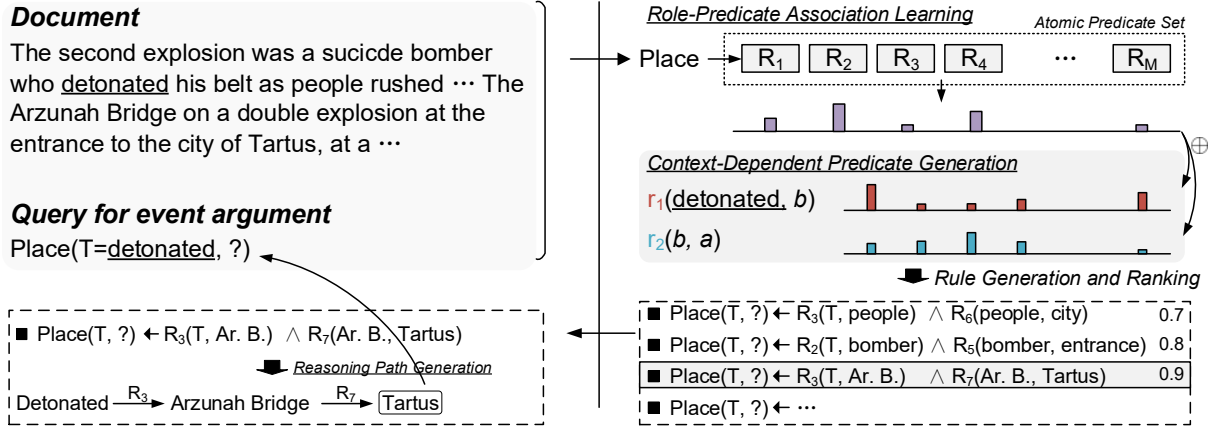 Document
The second explosion was a sucicde bomber
who detonated his belt as people rushed ··· The
Arzunah Bridge on a double explosion at the
entrance to the city of Tartus, at a ···
Query for event argument
Place(T=detonated, ?)
■ Place(T, ?) ← R3(T, Ar. B.) ∧ R7(Ar. B., Tartus)
Reasoning Path Generation
Detonated R3 Arzunah Bridge R7 Tartus
Role-Predicate Association Learning
Atomic Predicate Set
Place R1 R2 R3 R4 ··· RM
⊕
Context-Dependent Predicate Generation
r1(detonated, b)
r2(b, a)
Rule Generation and Ranking
■ Place(T, ?) ← R3(T, people) ∧ R6(people, city) 0.7
■ Place(T, ?) ← R2(T, bomber) ∧ R5(bomber, entrance) 0.8
■ Place(T, ?) ← R3(T, Ar. B.) ∧ R7(Ar. B., Tartus) 0.9
■ Place(T, ?) ← ···